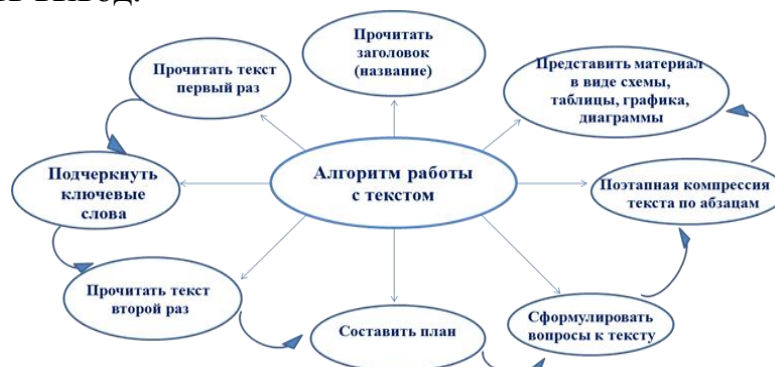 Прочитать
заголовок
(название)
Прочитать текст
первый раз
Подчеркнуть
ключевые
слова
Прочитать текст
второй раз
Составить план
Сформулировать
вопросы к тексту
Поэтапная компрессия
текста по абзацам
Представить материал
в виде схемы,
таблицы, графика,
диаграммы
Алгоритм работы
с текстом